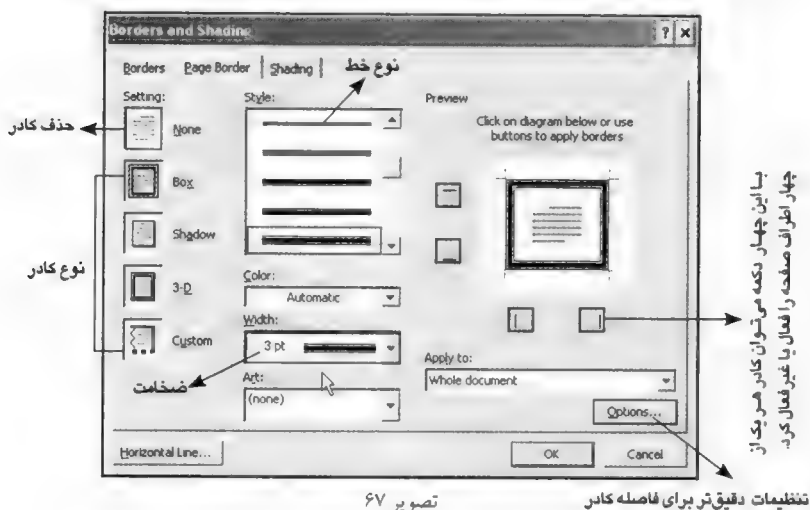 Borders and Shading
Borders Page Border Shading
نوع خط
Setting:
Style:
Preview
حذف کادر
None
Click on diagram below or use
buttons to apply borders
Box
Shadow
نوع کادر
3-D
Color:
Automatic
Width:
Custom
3 pt
ضخامت
Art:
(none)
Apply to:
Whole document
Options...
Horizontal Line...
OK
Cancel
با این چهار دکمه می‌توان کادر هر یک از
چهار اطراف صفحه را فعال یا غیر فعال کرد.
تنظیمات دقیق‌تر برای فاصله کادر
تصویر ۶۷